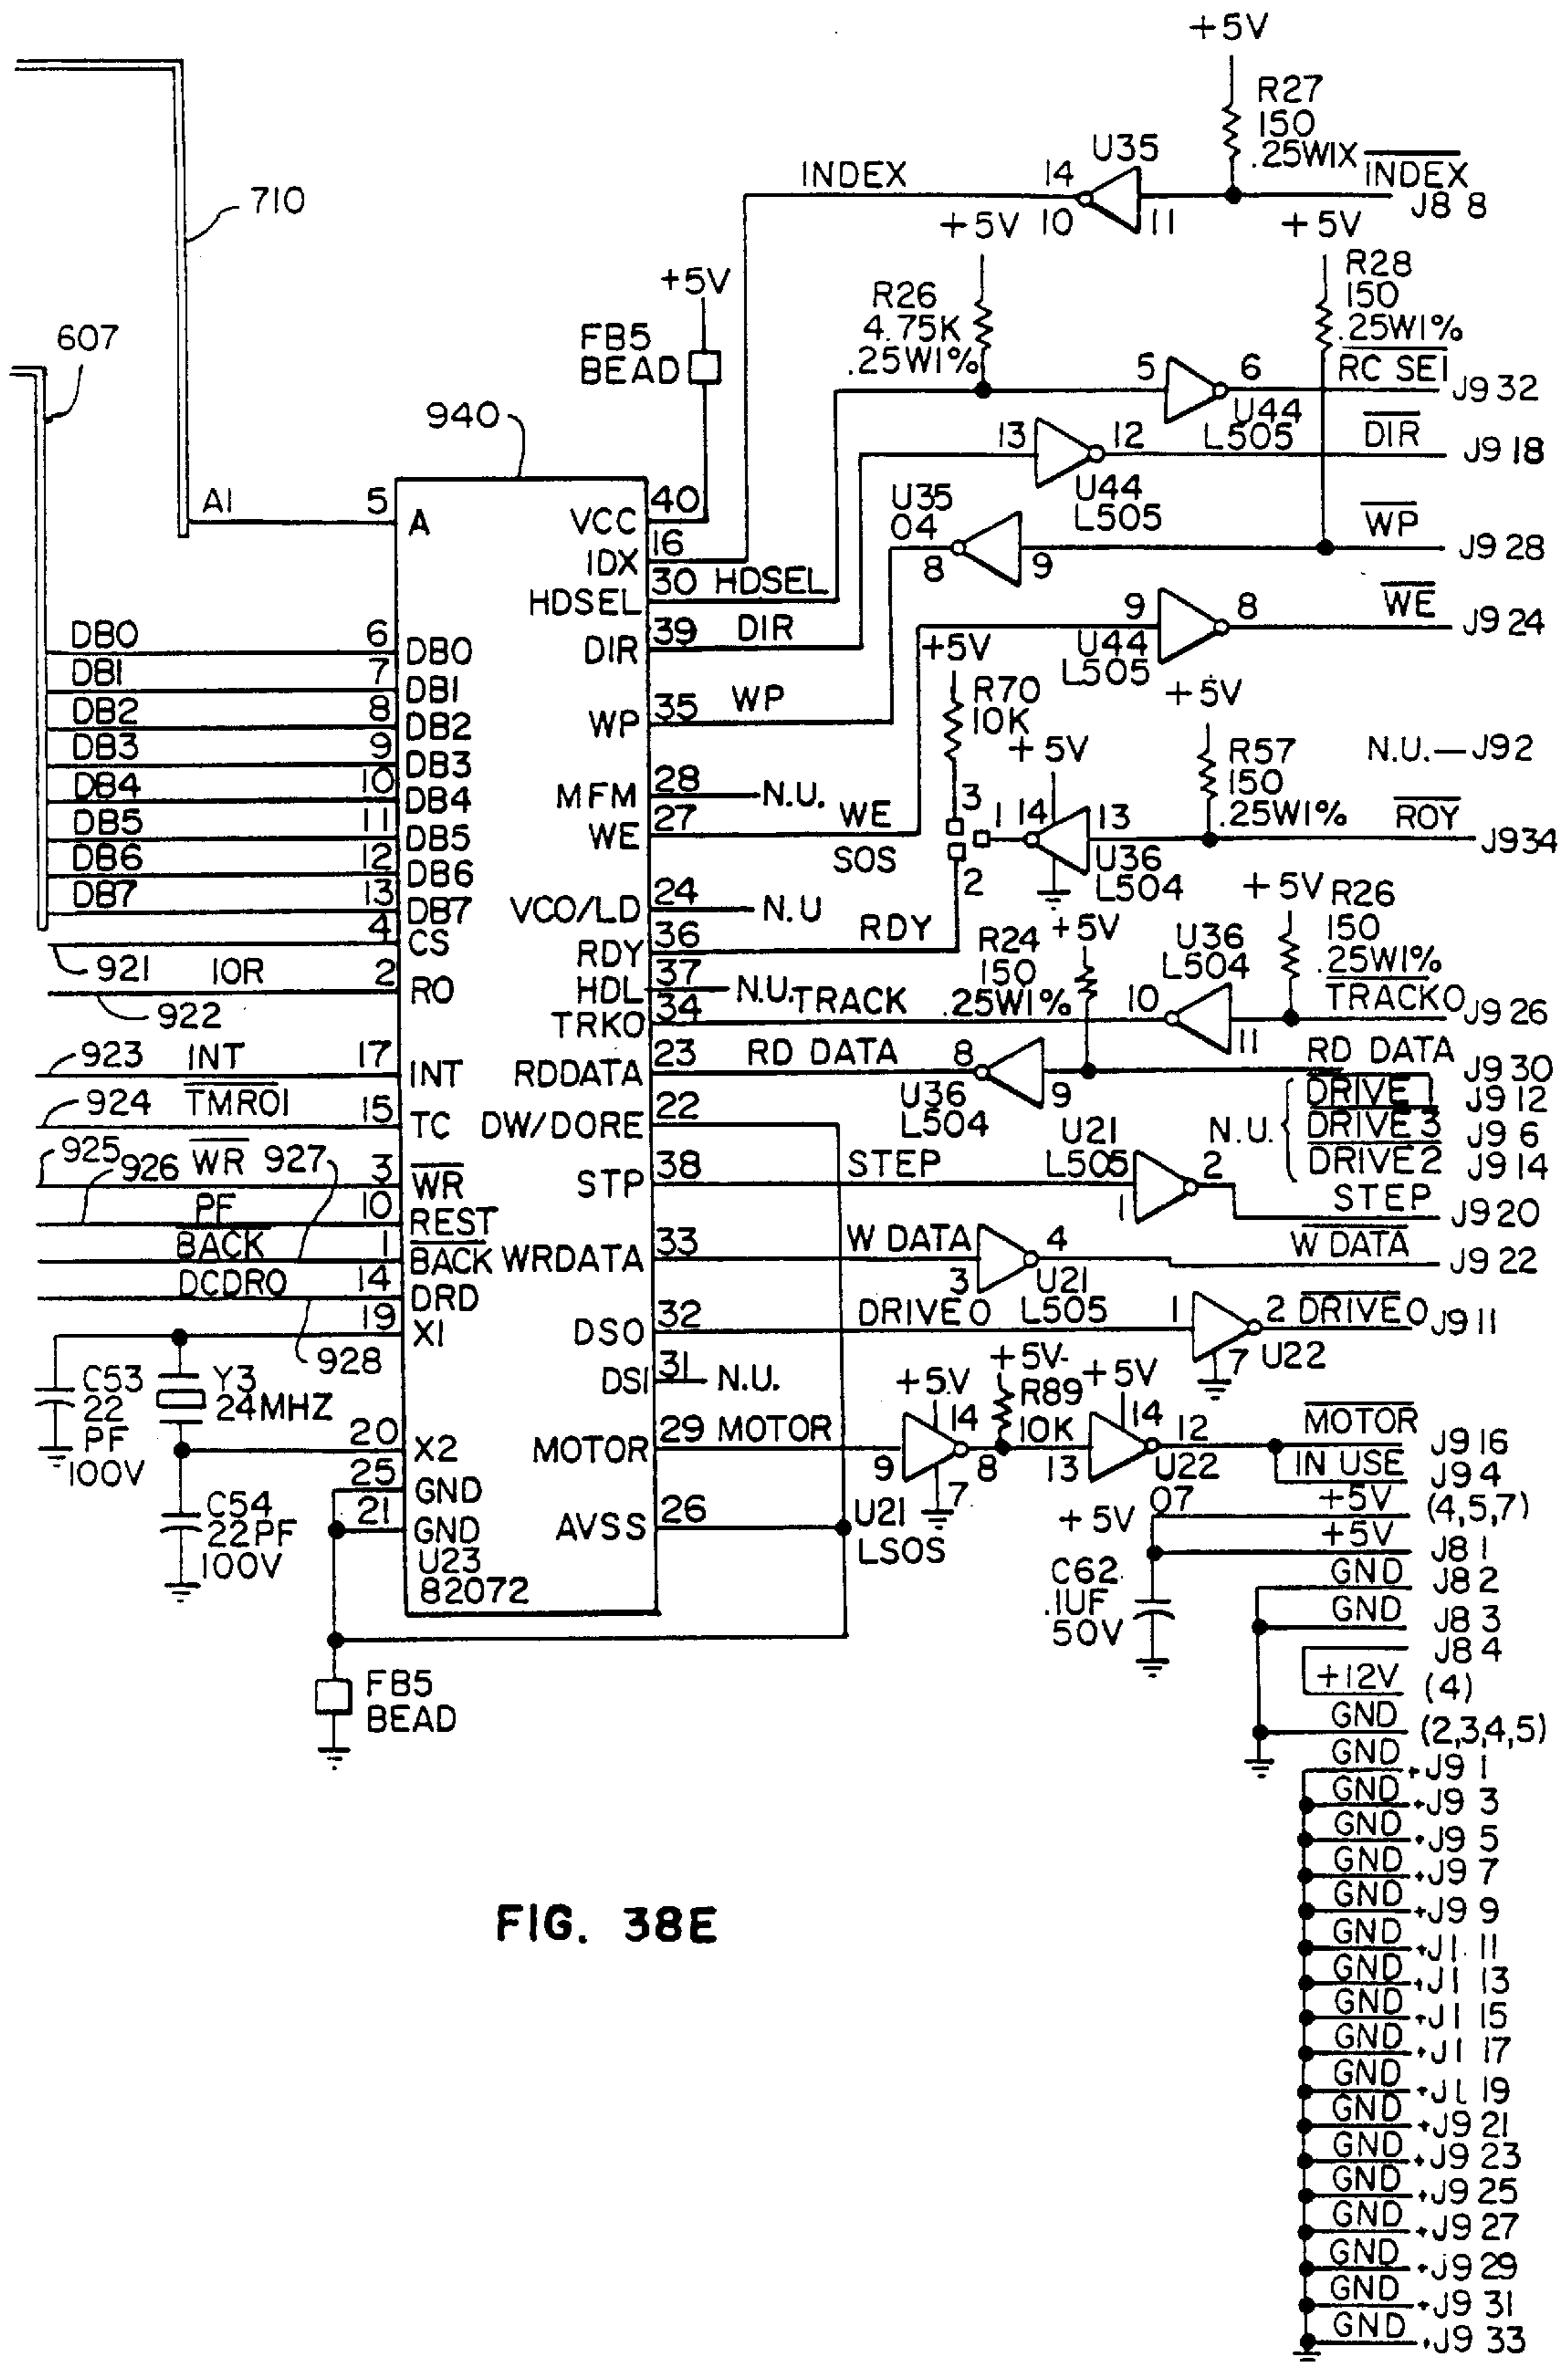 +5V
R27
150
.25W1X
INDEX
J8 8
U35
14
10
11
INDEX
710
+5V
+5V
R26
4.75K
.25W1%
R28
150
.25W1%
+5V
FB5
BEAD
607
940
5
6
U44
L505
RC SEI
J9 32
13
12
U44
L505
DIR
J9 18
U35
04
8
9
WP
J9 28
9
8
U44
L505
WE
J9 24
A1
5
A
VCC
40
IDX
16
HDSEL
30
HDSEL
DIR
39
DIR
WP
35
WP
MFM
28
N.U.
WE
27
WE
SOS
VCO/LD
24
N.U
RDY
36
RDY
HDL
37
N.U.
TRKO
34
TRACK
RDDATA
23
RD DATA
DW/DORE
22
STP
38
STEP
WRDATA
33
W DATA
DSO
32
DRIVE 0
DSI
31
N.U.
MOTOR
29
MOTOR
AVSS
26
DB0
6
DB0
DB1
7
DB1
DB2
8
DB2
DB3
9
DB3
DB4
10
DB4
DB5
11
DB5
DB6
12
DB6
DB7
13
DB7
4
CS
921
IOR
2
RO
922
923
INT
17
INT
924
TMRO1
15
TC
925
926
WR
927
3
WR
PF
10
REST
BACK
1
BACK
DCDRO
14
DRD
928
19
X1
C53
22
PF
100V
Y3
24MHZ
20
X2
25
GND
21
GND
C54
22PF
100V
U23
82072
FB5
BEAD
+5V
R70
10K
3
2
1
+5V
14
13
U36
L504
+5V
R57
150
.25W1%
N.U.—J92
ROY
J934
+5V
R26
150
.25W1%
U36
L504
10
11
TRACKO
J9 26
+5V
R24
150
.25W1%
8
9
U36
L504
RD DATA
J9 30
N.U.
DRIVE 1
J9 12
DRIVE 3
J9 6
DRIVE 2
J9 14
U21
L505
1
2
STEP
J9 20
3
4
U21
L505
W DATA
J9 22
1
2
7
U22
DRIVE 0
J9 11
+5V
14
9
8
7
U21
LSOS
+5V-
R89
10K
+5V
14
13
12
U22
07
MOTOR
J9 16
IN USE
J9 4
+5V
+5V
(4,5,7)
+5V
J8 1
C62
.1UF
50V
GND
J8 2
GND
J8 3
J8 4
+12V
(4)
GND
(2,3,4,5)
GND
J9 1
GND
J9 3
GND
J9 5
GND
J9 7
GND
J9 9
GND
J1 11
GND
J1 13
GND
J1 15
GND
J1 17
GND
J1 19
GND
J9 21
GND
J9 23
GND
J9 25
GND
J9 27
GND
J9 29
GND
J9 31
GND
J9 33
FIG. 38E